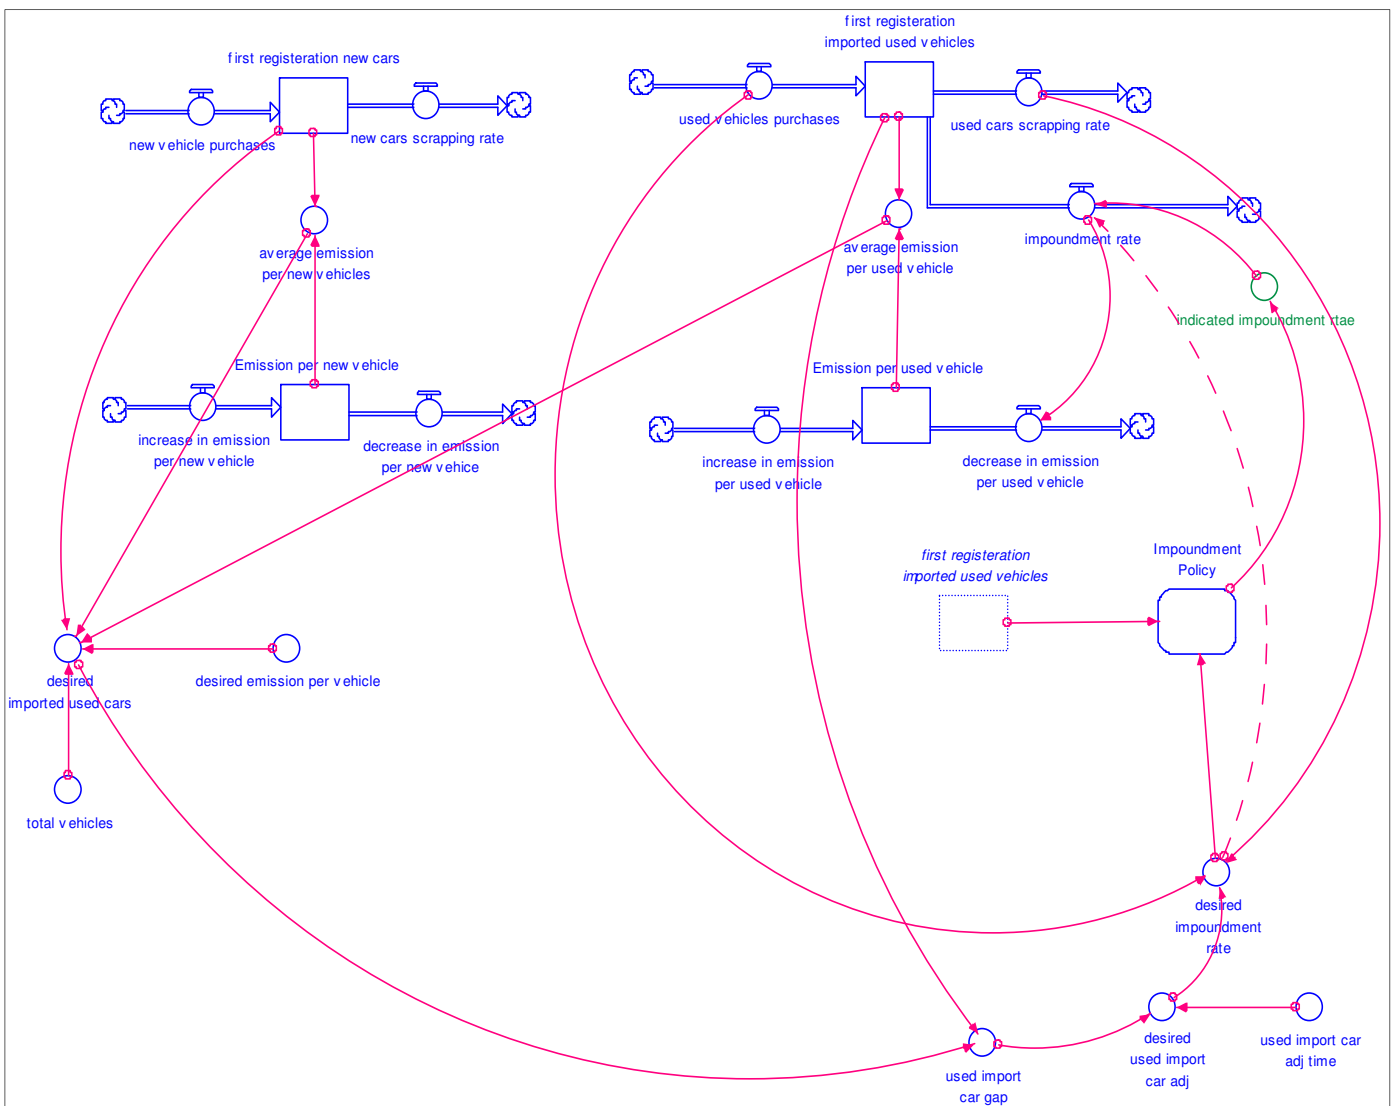 first registeration
imported used vehicles
first registeration new cars
used vehicles purchases
used cars scrapping rate
new vehicle purchases
new cars scrapping rate
impoundment rate
average emission
per new vehicles
average emission
per used vehicle
indicated impoundment rtae
Emission per new vehicle
Emission per used vehicle
increase in emission
per new vehicle
decrease in emission
per new vehice
increase in emission
per used vehicle
decrease in emission
per used vehicle
first registeration
imported used vehicles
Impoundment
Policy
desired
imported used cars
desired emission per vehicle
total vehicles
desired
impoundment
rate
desired
used import
car adj
used import car
adj time
used import
car gap